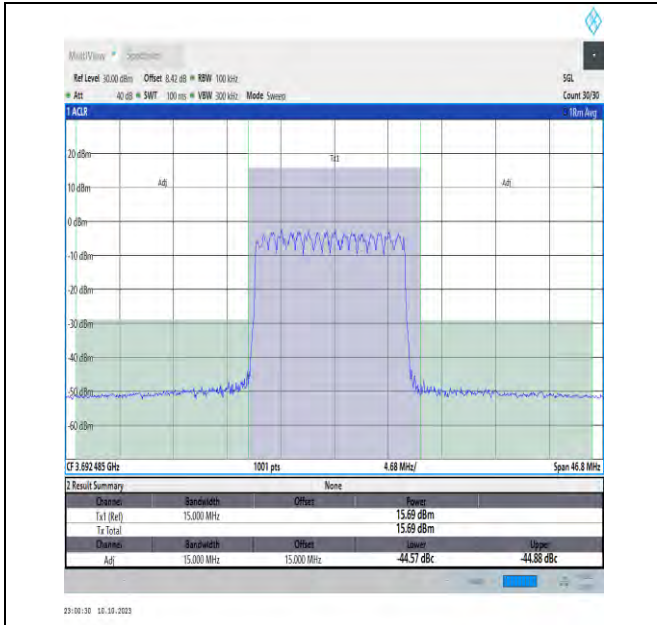 MultiView Spectrum
Ref Level 30.00 dBm Offset 8.42 dB RBW 100 kHz SGL
Att 40 dB SWT 100 ms VBW 300 kHz Mode Sweep Count 30/30
1 ACLR 1Rm Avg
20 dBm
Tx1
Adj Adj
10 dBm
0 dBm
-10 dBm
-20 dBm
-30 dBm
-40 dBm
-50 dBm
-60 dBm
CF 3.692 485 GHz 1001 pts 4.68 MHz/ Span 46.8 MHz
2 Result Summary None
Channel Bandwidth Offset Power
Tx1 (Ref) 15.000 MHz 15.69 dBm
Tx Total 15.69 dBm
Channel Bandwidth Offset Lower Upper
Adj 15.000 MHz 15.000 MHz -44.57 dBc -44.88 dBc
23:00:30 10.10.2023